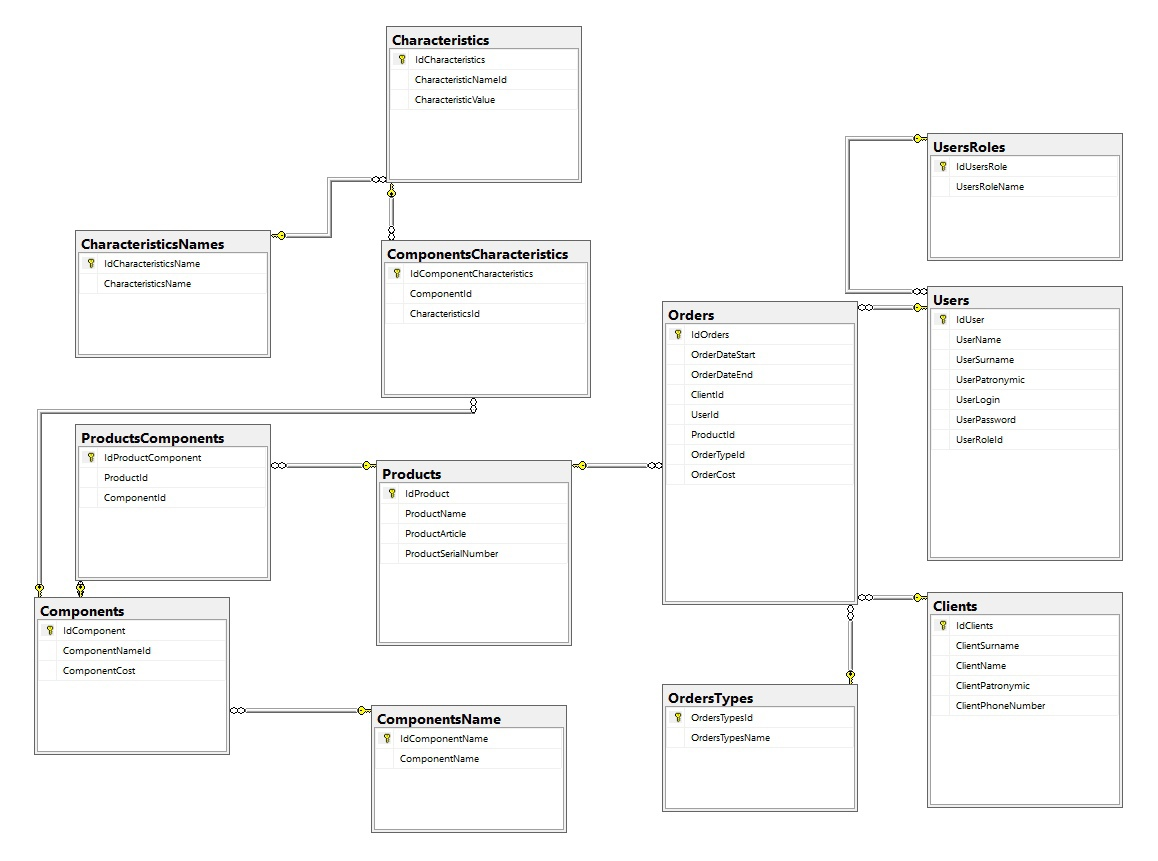 Characteristics
IdCharacteristics
CharacteristicNameId
CharacteristicValue
UsersRoles
IdUsersRole
UsersRoleName
CharacteristicsNames
IdCharacteristicsName
CharacteristicsName
ComponentsCharacteristics
IdComponentCharacteristics
ComponentId
CharacteristicsId
Users
IdUser
UserName
UserSurname
UserPatronymic
UserLogin
UserPassword
UserRoleId
Orders
IdOrders
OrderDateStart
OrderDateEnd
ClientId
UserId
ProductId
OrderTypeId
OrderCost
ProductsComponents
IdProductComponent
ProductId
ComponentId
Products
IdProduct
ProductName
ProductArticle
ProductSerialNumber
Components
IdComponent
ComponentNameId
ComponentCost
Clients
IdClients
ClientSurname
ClientName
ClientPatronymic
ClientPhoneNumber
OrdersTypes
OrdersTypesId
OrdersTypesName
ComponentsName
IdComponentName
ComponentName